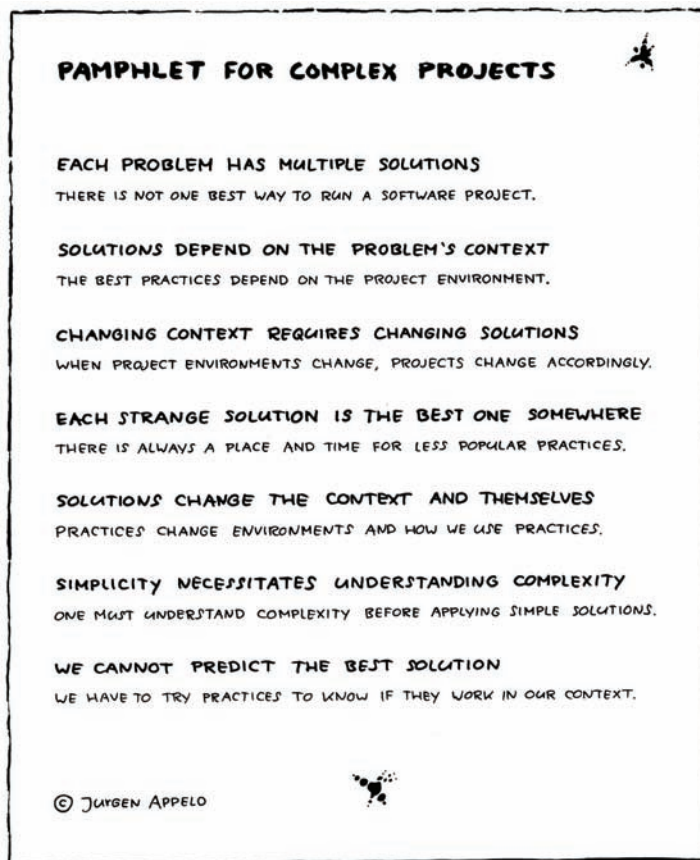 PAMPHLET FOR COMPLEX PROJECTS
EACH PROBLEM HAS MULTIPLE SOLUTIONS
THERE IS NOT ONE BEST WAY TO RUN A SOFTWARE PROJECT.
SOLUTIONS DEPEND ON THE PROBLEM'S CONTEXT
THE BEST PRACTICES DEPEND ON THE PROJECT ENVIRONMENT.
CHANGING CONTEXT REQUIRES CHANGING SOLUTIONS
WHEN PROJECT ENVIRONMENTS CHANGE, PROJECTS CHANGE ACCORDINGLY.
EACH STRANGE SOLUTION IS THE BEST ONE SOMEWHERE
THERE IS ALWAYS A PLACE AND TIME FOR LESS POPULAR PRACTICES.
SOLUTIONS CHANGE THE CONTEXT AND THEMSELVES
PRACTICES CHANGE ENVIRONMENTS AND HOW WE USE PRACTICES.
SIMPLICITY NECESSITATES UNDERSTANDING COMPLEXITY
ONE MUST UNDERSTAND COMPLEXITY BEFORE APPLYING SIMPLE SOLUTIONS.
WE CANNOT PREDICT THE BEST SOLUTION
WE HAVE TO TRY PRACTICES TO KNOW IF THEY WORK IN OUR CONTEXT.
© JURGEN APPELO